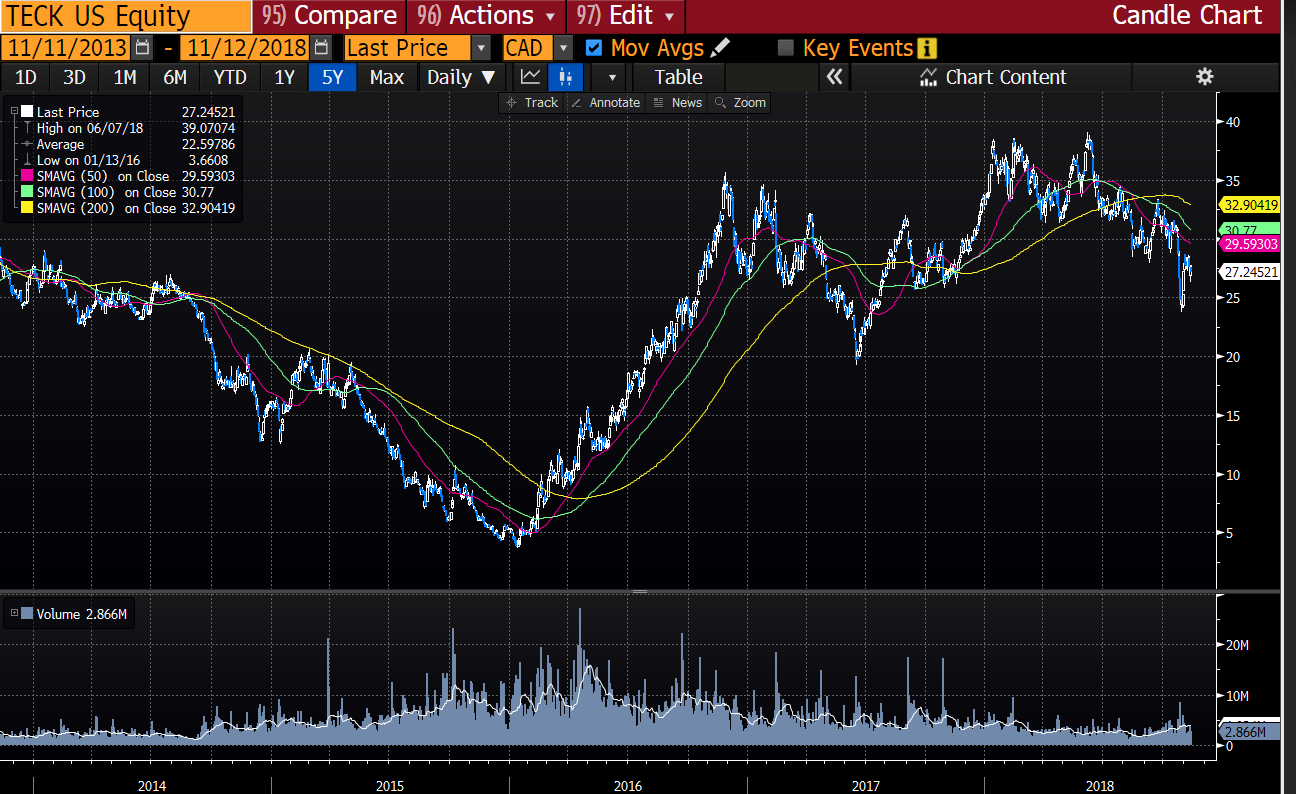 TECK US Equity 95) Compare 96) Actions 97) Edit Candle Chart
11/11/2013 - 11/12/2018 Last Price CAD Mov Avgs Key Events i
1D 3D 1M 6M YTD 1Y 5Y Max Daily Table Chart Content
Track Annotate News Zoom
Last Price 27.24521
High on 06/07/18 39.07074
Average 22.59786
Low on 01/13/16 3.6608
SMAVG (50) on Close 29.59303
SMAVG (100) on Close 30.77
SMAVG (200) on Close 32.90419
40
35
32.90419
30.77
29.59303
27.24521
25
20
15
10
5
Volume 2.866M
20M
10M
2.866M
0
2014 2015 2016 2017 2018